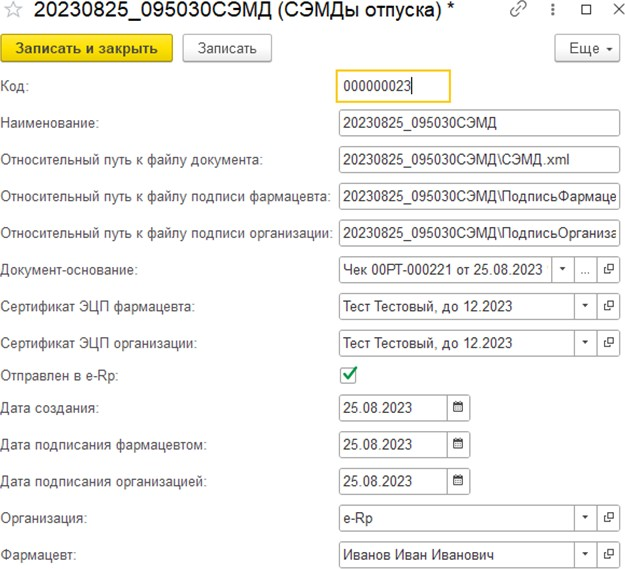 20230825_095030СЭМД (СЭМДы отпуска) *
Записать и закрыть Записать Еще
Код: 000000023
Наименование: 20230825_095030СЭМД
Относительный путь к файлу документа: 20230825_095030СЭМД\СЭМД.xml
Относительный путь к файлу подписи фармацевта: 20230825_095030СЭМД\ПодписьФармаце
Относительный путь к файлу подписи организации: 20230825_095030СЭМД\ПодписьОрганиза
Документ-основание: Чек 00РТ-000221 от 25.08.2023 ...
Сертификат ЭЦП фармацевта: Тест Тестовый, до 12.2023
Сертификат ЭЦП организации: Тест Тестовый, до 12.2023
Отправлен в e-Rp:
Дата создания: 25.08.2023
Дата подписания фармацевтом: 25.08.2023
Дата подписания организацией: 25.08.2023
Организация: e-Rp
Фармацевт: Иванов Иван Иванович